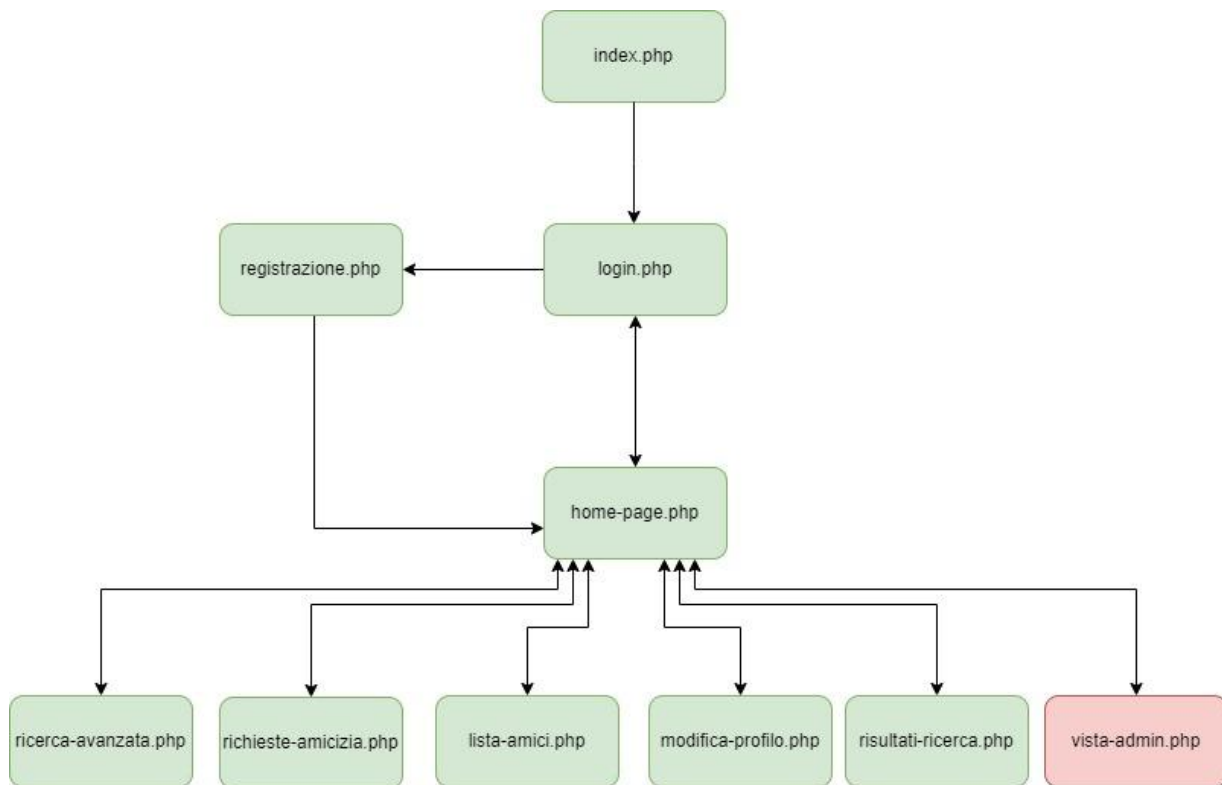 index.php
registrazione.php
login.php
home-page.php
ricerca-avanzata.php
richieste-amicizia.php
lista-amici.php
modifica-profilo.php
risultati-ricerca.php
vista-admin.php